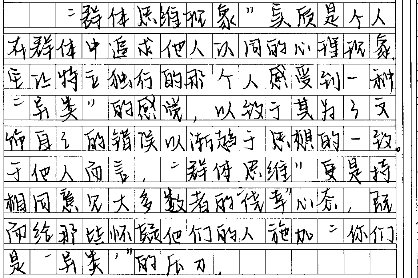 “群体思维现象”实质是个人
在群体中追求他人认同的心理现象，
它让特立独行的那个人感受到一种
“异类”的感觉，以致于其为了文
饰自己的错误以渐趋于思想的一致。
于他人而言，“群体思维”更是持
相同意见大多数者的“侥幸”心态，既
而给那些怀疑他们的人施加“你们
是“异类””的压力。